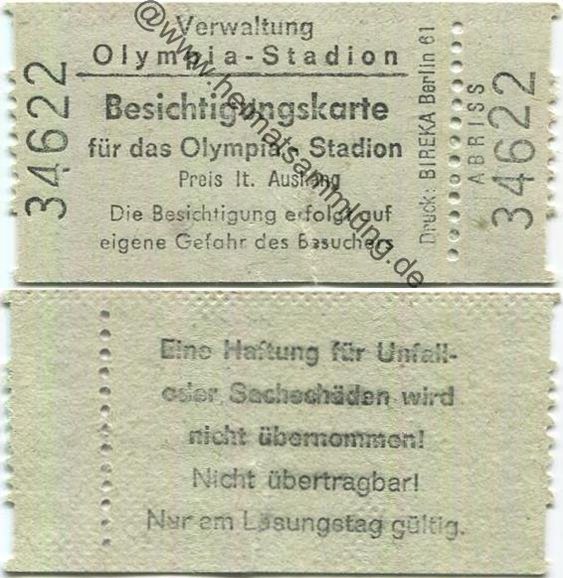 Verwaltung
Olympia-Stadion
Besichtigungskarte
für das Olympia-Stadion
Preis lt. Aushang
Die Besichtigung erfolgt auf
eigene Gefahr des Besuchers
34622
Druck: BIREKA Berlin 61
ABRISS
34622
@www.heimatsammlung.de
Eine Haftung für Unfall-
oder Sachschäden wird
nicht übernommen!
Nicht übertragbar!
Nur am Lösungstag gültig.